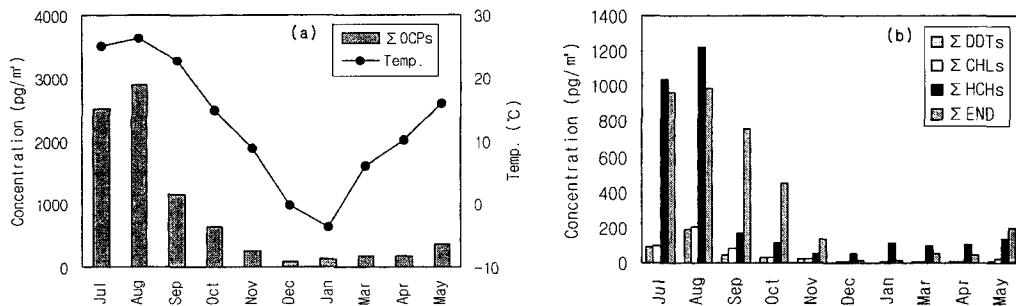 (a)
Σ OCPs
Temp.
Concentration (pg/m³)
4000
3000
2000
1000
0
30
20
10
0
-10
Temp. (℃)
Jul
Aug
Sep
Oct
Nov
Dec
Jan
Mar
Apr
May
(b)
Σ DDTs
Σ CHLs
Σ HCHs
Σ END
Concentration (pg/m³)
1400
1200
1000
800
600
400
200
0
Jul
Aug
Sep
Oct
Nov
Dec
Jan
Mar
Apr
May